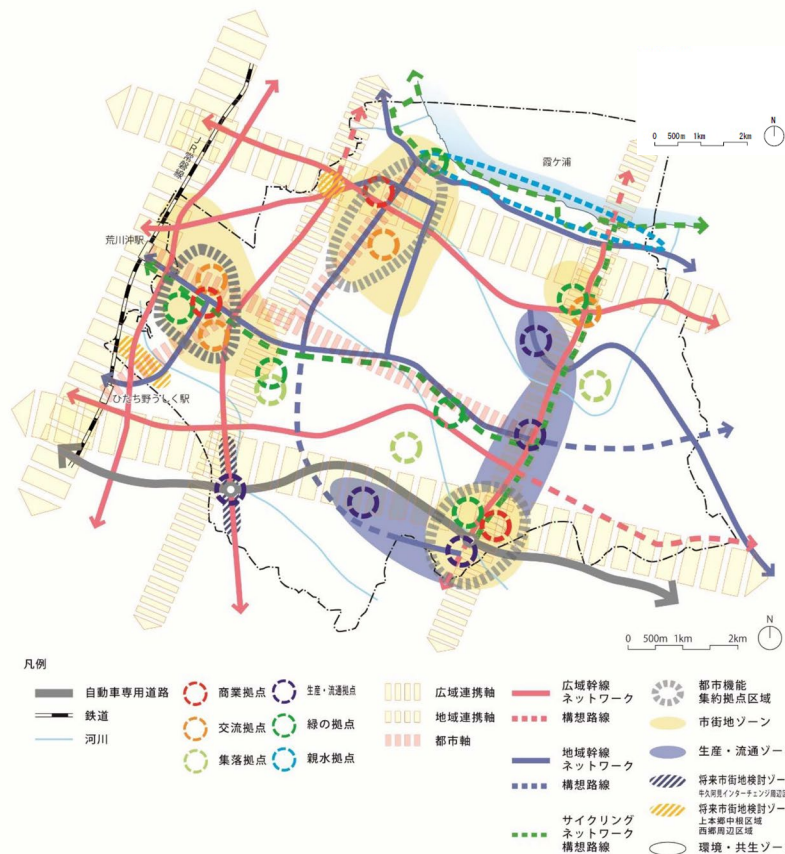 N
0 500m 1km 2km
霞ケ浦
JR常磐線
荒川沖駅
ひたち野うしく駅
N
0 500m 1km 2km
凡例
自動車専用道路
鉄道
河川
商業拠点
交流拠点
集落拠点
生産・流通拠点
緑の拠点
親水拠点
広域連携軸
地域連携軸
都市軸
広域幹線
ネットワーク
構想路線
地域幹線
ネットワーク
構想路線
サイクリング
ネットワーク
構想路線
都市機能
集約拠点区域
市街地ゾーン
生産・流通ゾー
将来市街地検討ゾー
牛久阿見インターチェンジ周辺
将来市街地検討ゾー
上本郷中根区域
西郷周辺区域
環境・共生ゾー